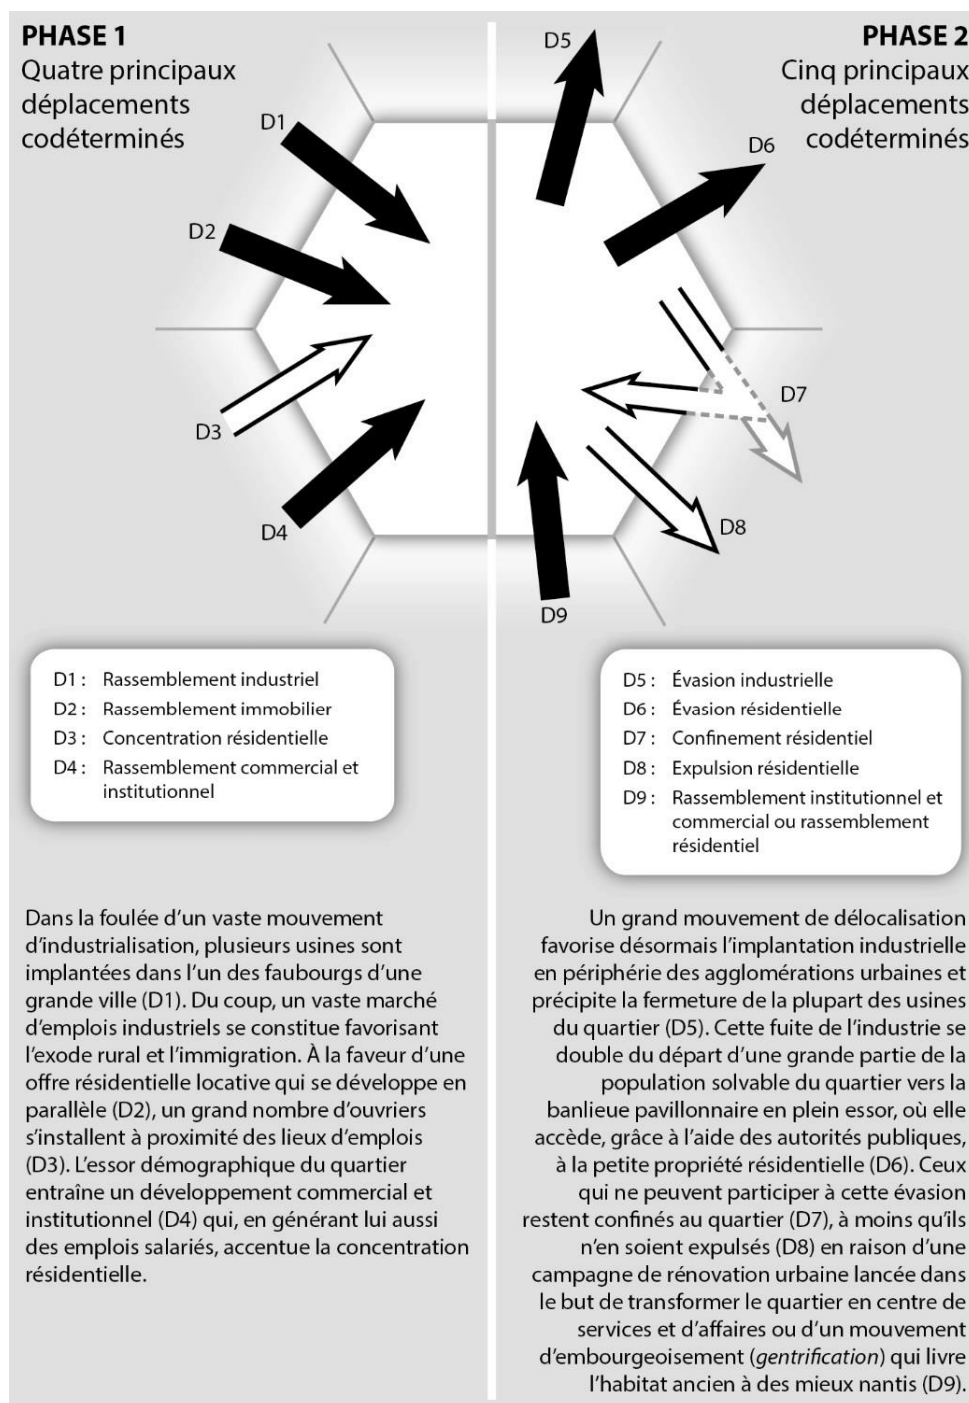 PHASE 1
Quatre principaux
déplacements
codéterminés
D1
D2
D3
D4
D1 : Rassemblement industriel
D2 : Rassemblement immobilier
D3 : Concentration résidentielle
D4 : Rassemblement commercial et
institutionnel
Dans la foulée d’un vaste mouvement
d’industrialisation, plusieurs usines sont
implantées dans l’un des faubourgs d’une
grande ville (D1). Du coup, un vaste marché
d’emplois industriels se constitue favorisant
l’exode rural et l’immigration. À la faveur d’une
offre résidentielle locative qui se développe en
parallèle (D2), un grand nombre d’ouvriers
s’installent à proximité des lieux d’emplois
(D3). L’essor démographique du quartier
entraîne un développement commercial et
institutionnel (D4) qui, en générant lui aussi
des emplois salariés, accentue la concentration
résidentielle.
PHASE 2
Cinq principaux
déplacements
codéterminés
D5
D6
D7
D8
D9
D5 : Évasion industrielle
D6 : Évasion résidentielle
D7 : Confinement résidentiel
D8 : Expulsion résidentielle
D9 : Rassemblement institutionnel et
commercial ou rassemblement
résidentiel
Un grand mouvement de délocalisation
favorise désormais l’implantation industrielle
en périphérie des agglomérations urbaines et
précipite la fermeture de la plupart des usines
du quartier (D5). Cette fuite de l’industrie se
double du départ d’une grande partie de la
population solvable du quartier vers la
banlieue pavillonnaire en plein essor, où elle
accède, grâce à l’aide des autorités publiques,
à la petite propriété résidentielle (D6). Ceux
qui ne peuvent participer à cette évasion
restent confinés au quartier (D7), à moins qu’ils
n’en soient expulsés (D8) en raison d’une
campagne de rénovation urbaine lancée dans
le but de transformer le quartier en centre de
services et d’affaires ou d’un mouvement
d’embourgeoisement (gentrification) qui livre
l’habitat ancien à des mieux nantis (D9).